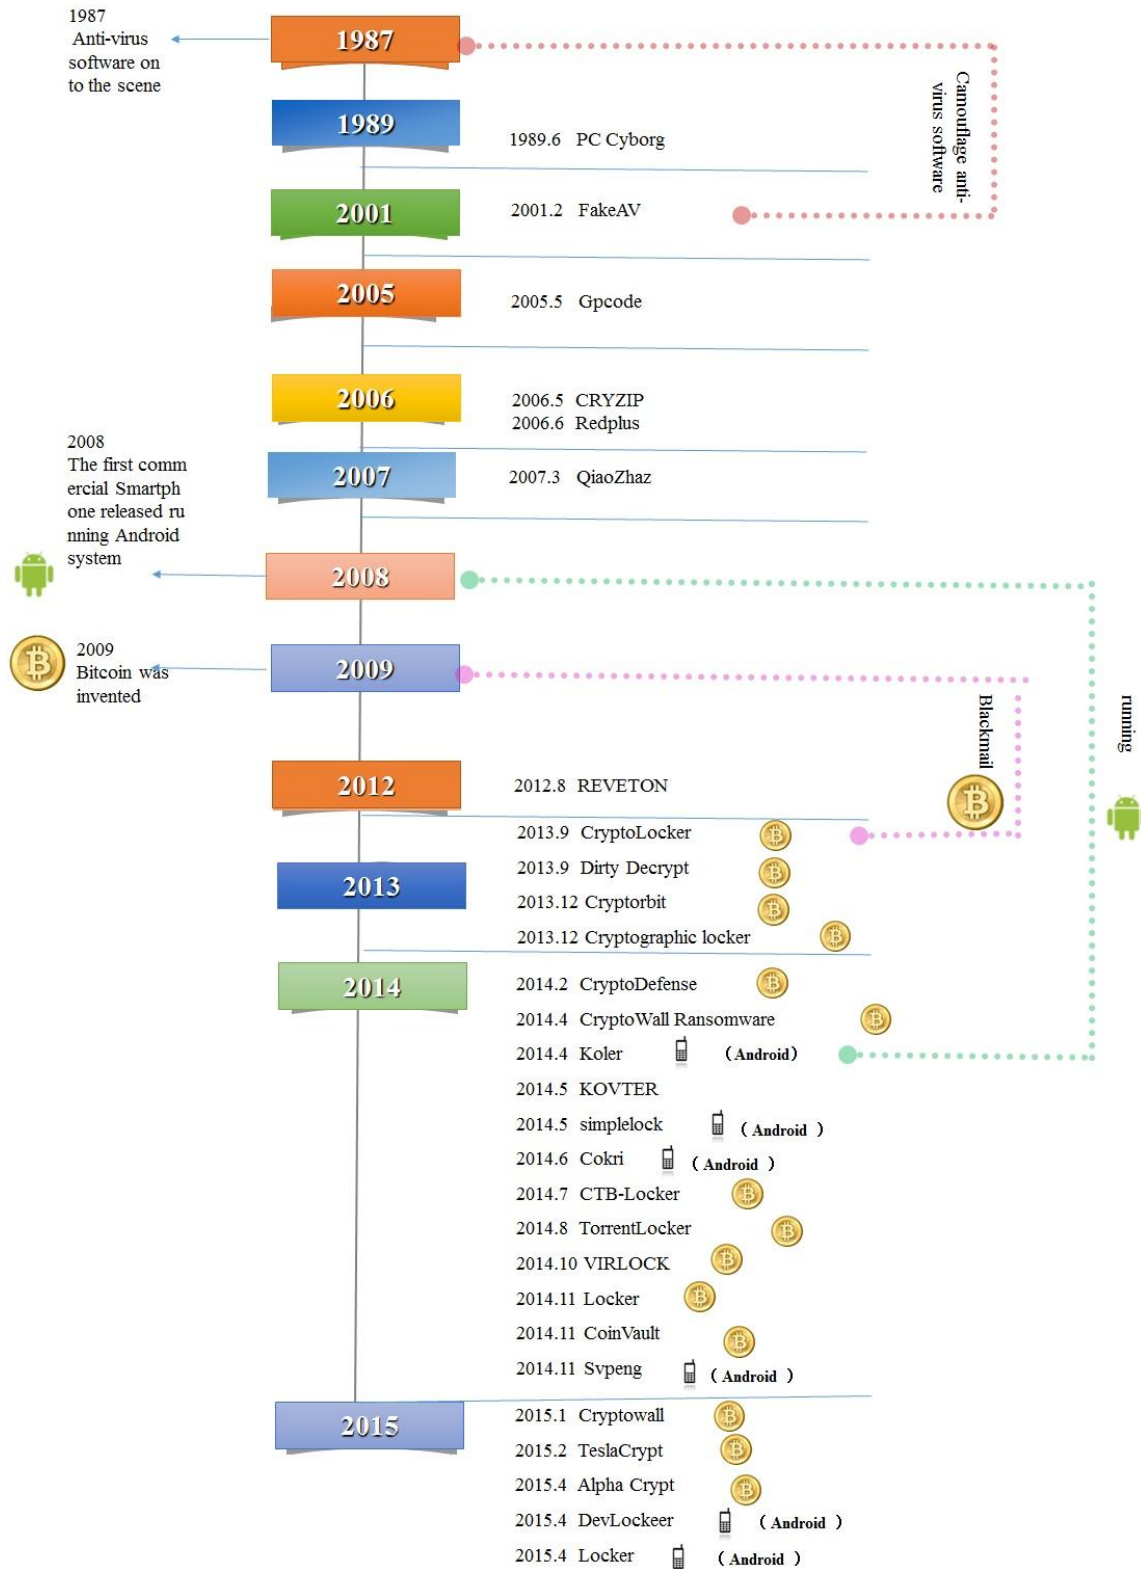 1987
Anti-virus
software on
to the scene
1987
Camouflage anti-
virus software
1989
1989.6 PC Cyborg
2001
2001.2 FakeAV
2005
2005.5 Gpcode
2006
2006.5 CRYZIP
2006.6 Redplus
2007
2007.3 QiaoZhaz
2008
The first comm
ercial Smartph
one released ru
nning Android
system
2008
2009
Bitcoin was
invented
2009
Blackmail
running
2012
2012.8 REVETON
2013
2013.9 CryptoLocker
2013.9 Dirty Decrypt
2013.12 Cryptorbit
2013.12 Cryptographic locker
2014
2014.2 CryptoDefense
2014.4 CryptoWall Ransomware
2014.4 Koler (Android)
2014.5 KOVTER
2014.5 simplelock ( Android )
2014.6 Cokri ( Android )
2014.7 CTB-Locker
2014.8 TorrentLocker
2014.10 VIRLOCK
2014.11 Locker
2014.11 CoinVault
2014.11 Svpeng ( Android )
2015
2015.1 Cryptowall
2015.2 TeslaCrypt
2015.4 Alpha Crypt
2015.4 DevLockeer ( Android )
2015.4 Locker ( Android )